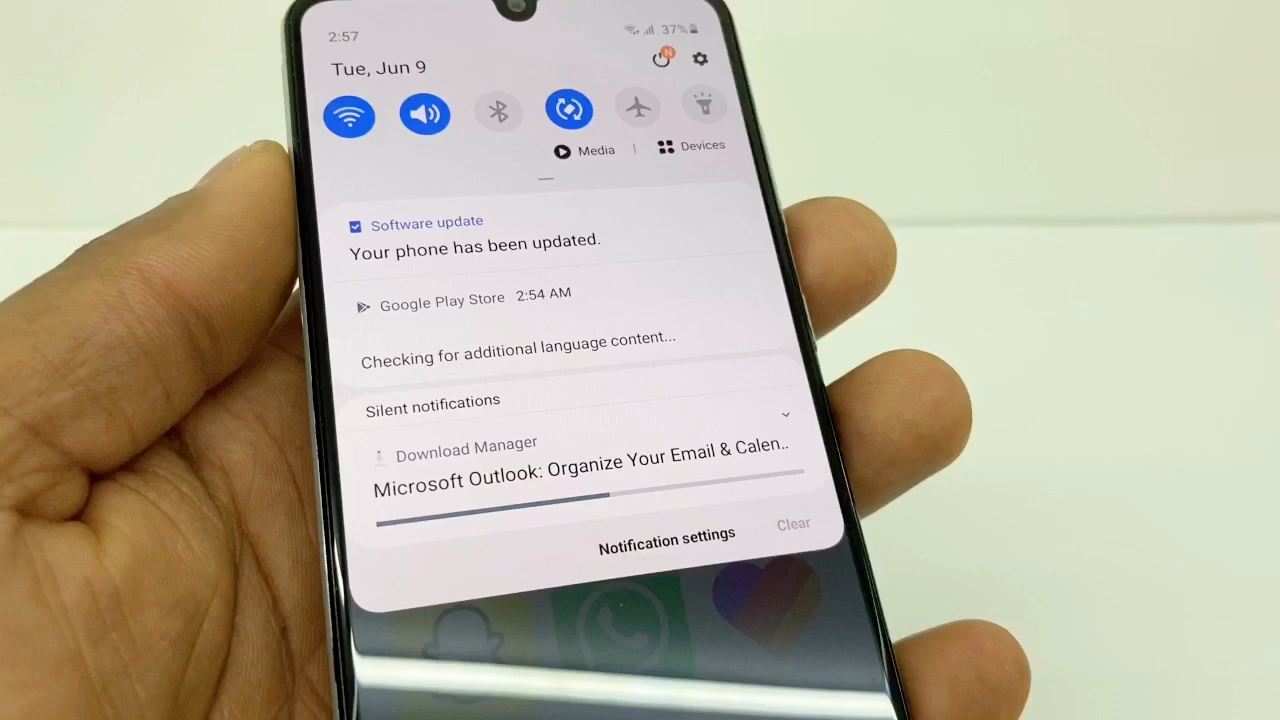 2:57
37%
Tue, Jun 9
N
Media | Devices
Software update
Your phone has been updated.
Google Play Store 2:54 AM
Checking for additional language content...
Silent notifications
Download Manager
Microsoft Outlook: Organize Your Email & Calen..
Notification settings
Clear